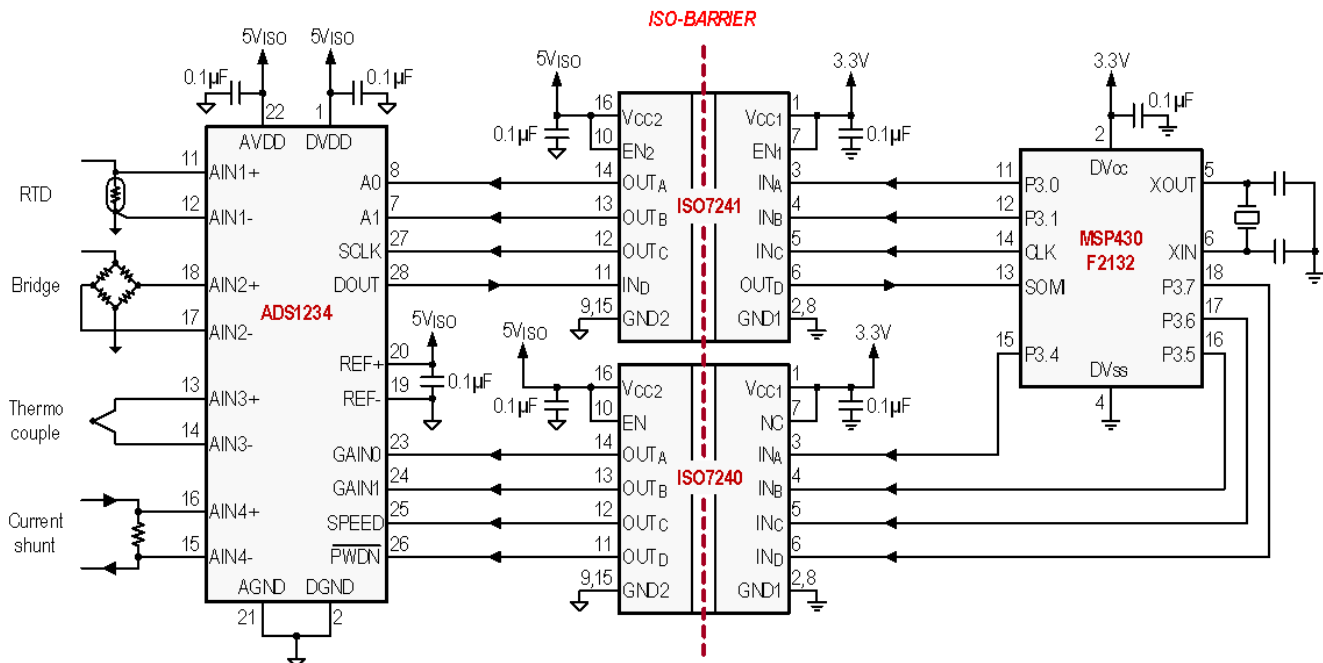 ISO-BARRIER
5VISO
5VISO
0.1µF
0.1µF
22
1
AVDD
DVDD
5VISO
0.1µF
16
10
VCC2
EN2
3.3V
1
7
VCC1
EN1
0.1µF
3.3V
0.1µF
2
DVCC
RTD
11
AIN1+
12
AIN1-
A0
8
A1
7
SCLK
27
DOUT
28
14
OUTA
13
OUTB
12
OUTC
11
IND
9,15
GND2
ISO7241
INA
3
INB
4
INC
5
OUTD
6
GND1
2,8
11
P3.0
12
P3.1
14
CLK
13
SOMI
15
P3.4
MSP430
F2132
XOUT
5
XIN
6
P3.7
18
P3.6
17
P3.5
16
DVSS
4
Bridge
18
AIN2+
17
AIN2-
ADS1234
5VISO
REF+
20
REF-
19
0.1µF
5VISO
0.1µF
16
VCC2
10
EN
3.3V
1
VCC1
7
NC
0.1µF
Thermo
couple
13
AIN3+
14
AIN3-
GAIN0
23
GAIN1
24
SPEED
25
PWDN
26
14
OUTA
13
OUTB
12
OUTC
11
OUTD
9,15
GND2
ISO7240
INA
3
INB
4
INC
5
IND
6
GND1
2,8
Current
shunt
16
AIN4+
15
AIN4-
AGND
DGND
21
2